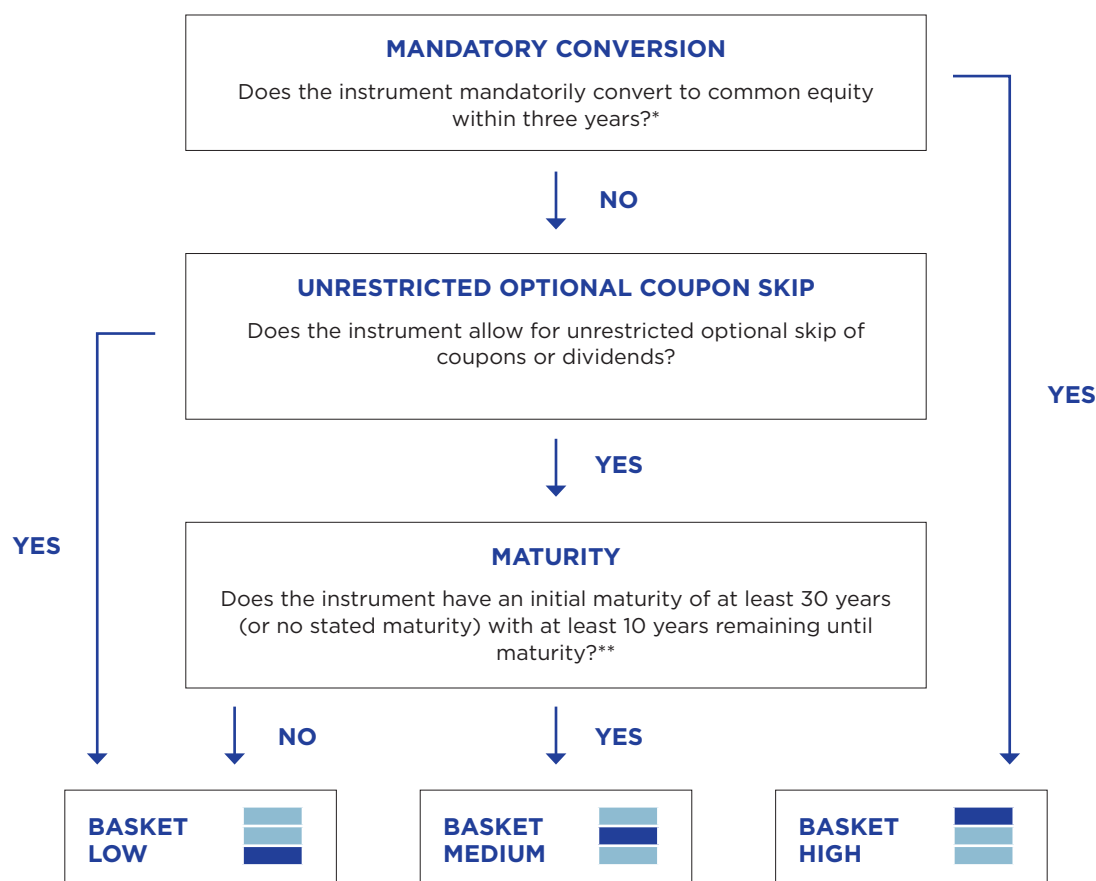 MANDATORY CONVERSION
Does the instrument mandatorily convert to common equity
within three years?*
NO
UNRESTRICTED OPTIONAL COUPON SKIP
Does the instrument allow for unrestricted optional skip of
coupons or dividends?
YES
YES
YES
MATURITY
Does the instrument have an initial maturity of at least 30 years
(or no stated maturity) with at least 10 years remaining until
maturity?**
NO
YES
BASKET
LOW
BASKET
MEDIUM
BASKET
HIGH